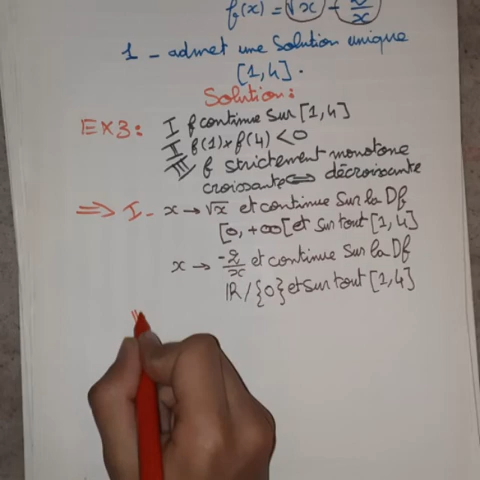 f(x) = √x - 2/x
1 - admet une solution unique
[1,4].
Solution:
EX3: I f continue sur [1,4]
I f(1) x f(4) < 0
III f strictement monotone
croissante ⇔ décroissante
⇒ I - x → √x et continue sur la Df
[0, +∞[ et sur tout [1,4]
x → -2/x et continue sur la Df
IR/{0} et sur tout [1,4]